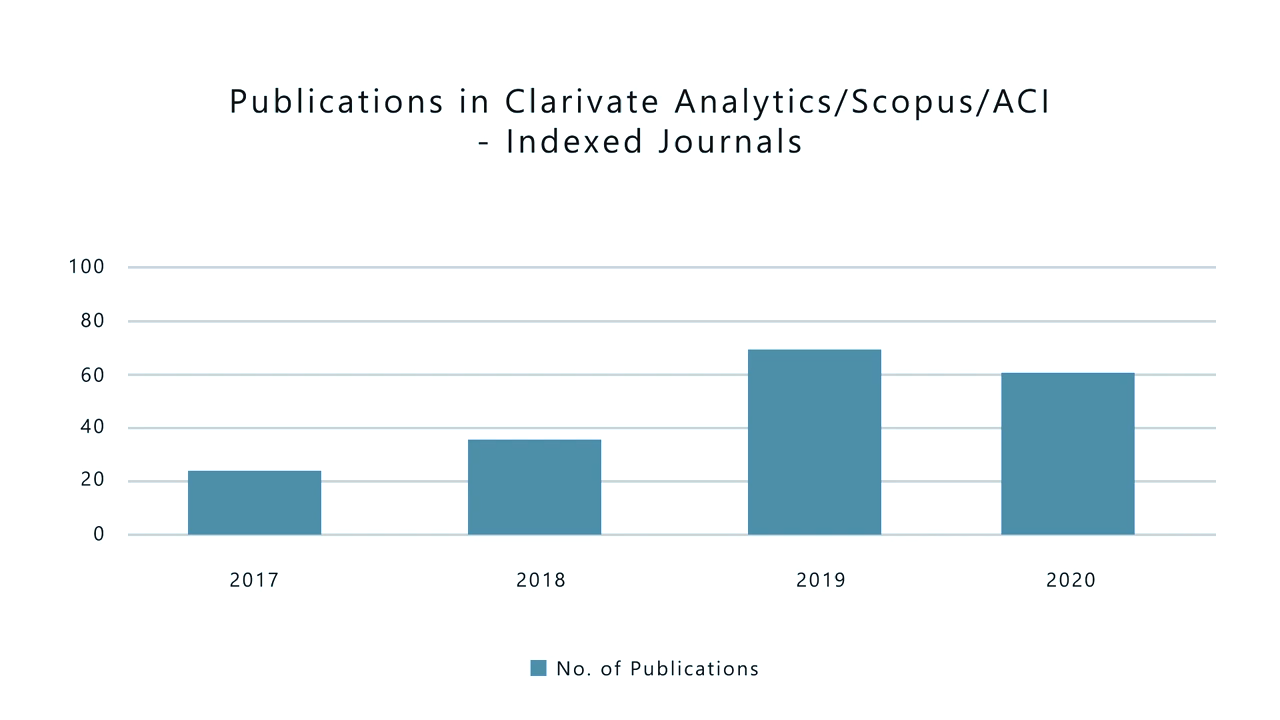 Publications in Clarivate Analytics/Scopus/ACI
- Indexed Journals
100
80
60
40
20
0
2017 2018 2019 2020
No. of Publications